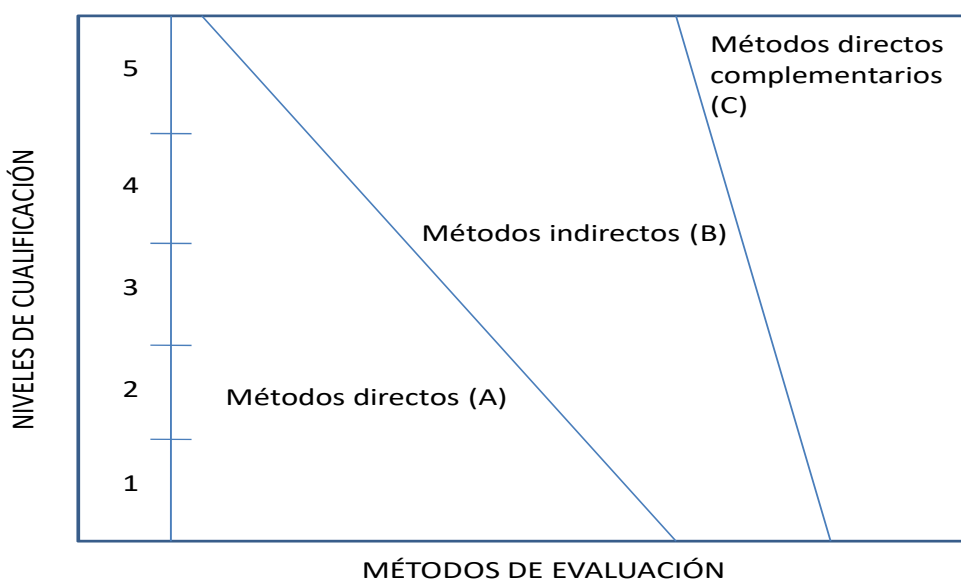 NIVELES DE CUALIFICACIÓN
5
4
3
2
1
Métodos directos
complementarios
(C)
Métodos indirectos (B)
Métodos directos (A)
MÉTODOS DE EVALUACIÓN